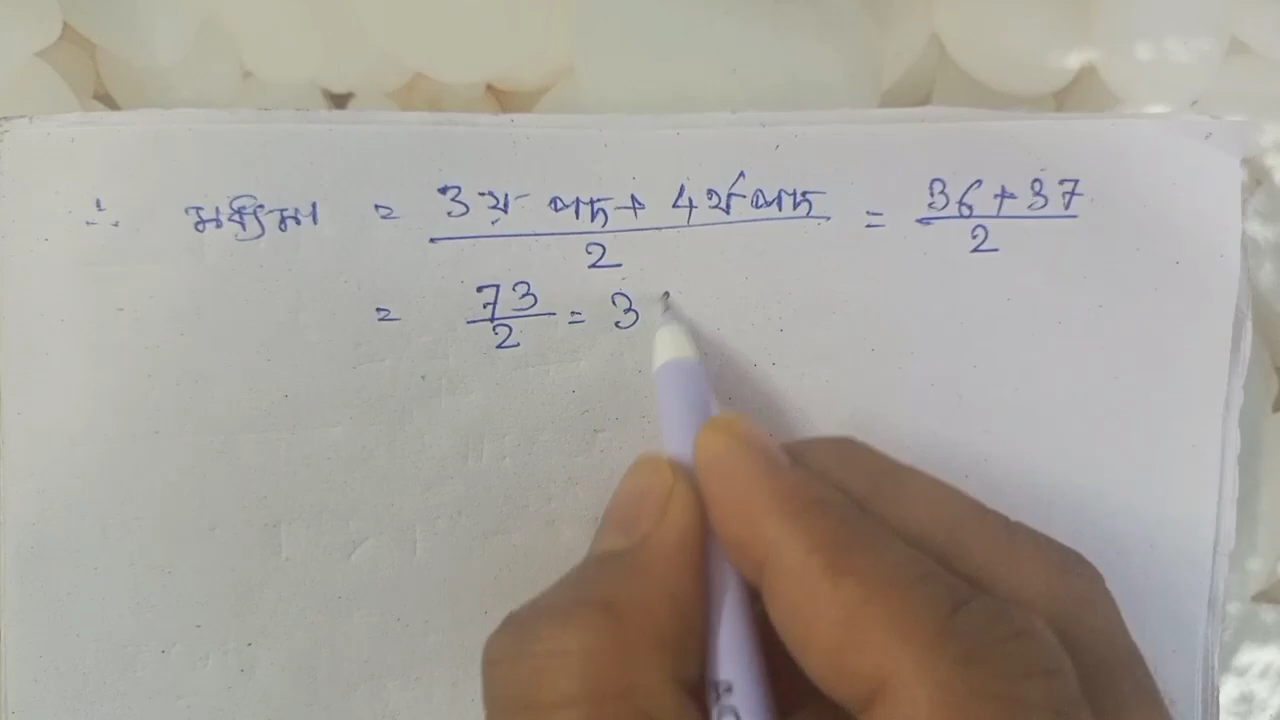 ∴ মধ্যমা = 3য় পদ + 4র্থ পদ / 2 = 36 + 37 / 2
= 73 / 2 = 3